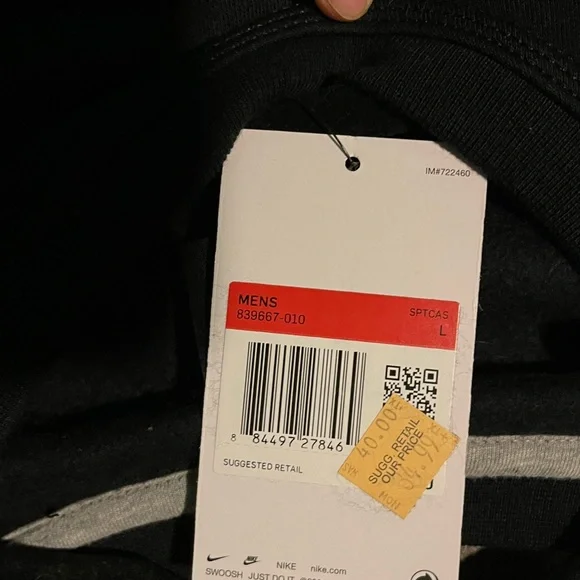 IM#722460
MENS
839667-010
SPTCAS
L
8 84497 27846
SUGGESTED RETAIL
40.00
SUGG. RETAIL
OUR PRICE
NIKE nike.com
SWOOSH JUST DO IT